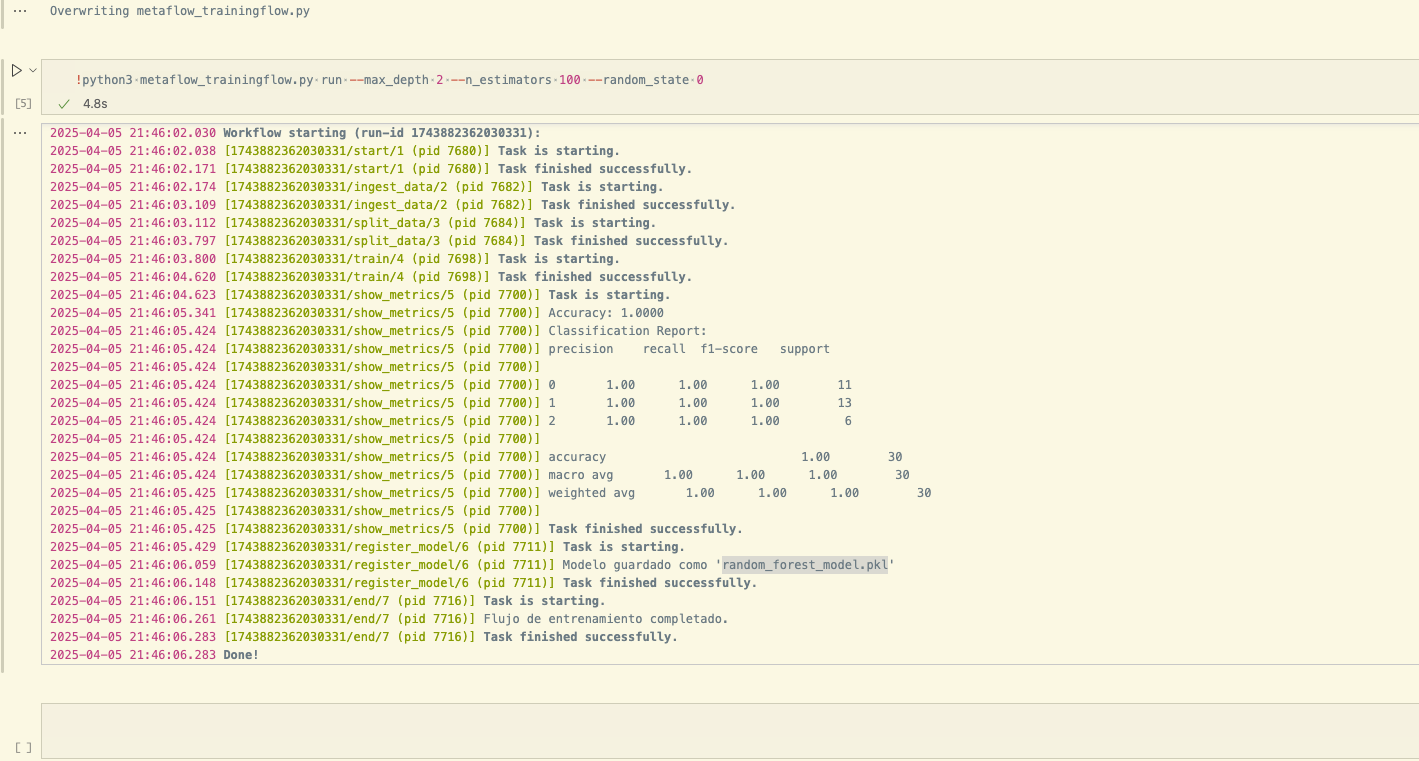 Overwriting metaflow_trainingflow.py
!python3 metaflow_trainingflow.py run --max_depth 2 --n_estimators 100 --random_state 0
[5] 4.8s
2025-04-05 21:46:02.030 Workflow starting (run-id 1743882362030331):
2025-04-05 21:46:02.038 [1743882362030331/start/1 (pid 7680)] Task is starting.
2025-04-05 21:46:02.171 [1743882362030331/start/1 (pid 7680)] Task finished successfully.
2025-04-05 21:46:02.174 [1743882362030331/ingest_data/2 (pid 7682)] Task is starting.
2025-04-05 21:46:03.109 [1743882362030331/ingest_data/2 (pid 7682)] Task finished successfully.
2025-04-05 21:46:03.112 [1743882362030331/split_data/3 (pid 7684)] Task is starting.
2025-04-05 21:46:03.797 [1743882362030331/split_data/3 (pid 7684)] Task finished successfully.
2025-04-05 21:46:03.800 [1743882362030331/train/4 (pid 7698)] Task is starting.
2025-04-05 21:46:04.620 [1743882362030331/train/4 (pid 7698)] Task finished successfully.
2025-04-05 21:46:04.623 [1743882362030331/show_metrics/5 (pid 7700)] Task is starting.
2025-04-05 21:46:05.341 [1743882362030331/show_metrics/5 (pid 7700)] Accuracy: 1.0000
2025-04-05 21:46:05.424 [1743882362030331/show_metrics/5 (pid 7700)] Classification Report:
2025-04-05 21:46:05.424 [1743882362030331/show_metrics/5 (pid 7700)] precision    recall  f1-score   support
2025-04-05 21:46:05.424 [1743882362030331/show_metrics/5 (pid 7700)]
2025-04-05 21:46:05.424 [1743882362030331/show_metrics/5 (pid 7700)] 0       1.00      1.00      1.00        11
2025-04-05 21:46:05.424 [1743882362030331/show_metrics/5 (pid 7700)] 1       1.00      1.00      1.00        13
2025-04-05 21:46:05.424 [1743882362030331/show_metrics/5 (pid 7700)] 2       1.00      1.00      1.00         6
2025-04-05 21:46:05.424 [1743882362030331/show_metrics/5 (pid 7700)]
2025-04-05 21:46:05.424 [1743882362030331/show_metrics/5 (pid 7700)] accuracy                           1.00        30
2025-04-05 21:46:05.424 [1743882362030331/show_metrics/5 (pid 7700)] macro avg       1.00      1.00      1.00        30
2025-04-05 21:46:05.425 [1743882362030331/show_metrics/5 (pid 7700)] weighted avg       1.00      1.00      1.00        30
2025-04-05 21:46:05.425 [1743882362030331/show_metrics/5 (pid 7700)]
2025-04-05 21:46:05.425 [1743882362030331/show_metrics/5 (pid 7700)] Task finished successfully.
2025-04-05 21:46:05.429 [1743882362030331/register_model/6 (pid 7711)] Task is starting.
2025-04-05 21:46:06.059 [1743882362030331/register_model/6 (pid 7711)] Modelo guardado como 'random_forest_model.pkl'
2025-04-05 21:46:06.148 [1743882362030331/register_model/6 (pid 7711)] Task finished successfully.
2025-04-05 21:46:06.151 [1743882362030331/end/7 (pid 7716)] Task is starting.
2025-04-05 21:46:06.261 [1743882362030331/end/7 (pid 7716)] Flujo de entrenamiento completado.
2025-04-05 21:46:06.283 [1743882362030331/end/7 (pid 7716)] Task finished successfully.
2025-04-05 21:46:06.283 Done!
[ ]